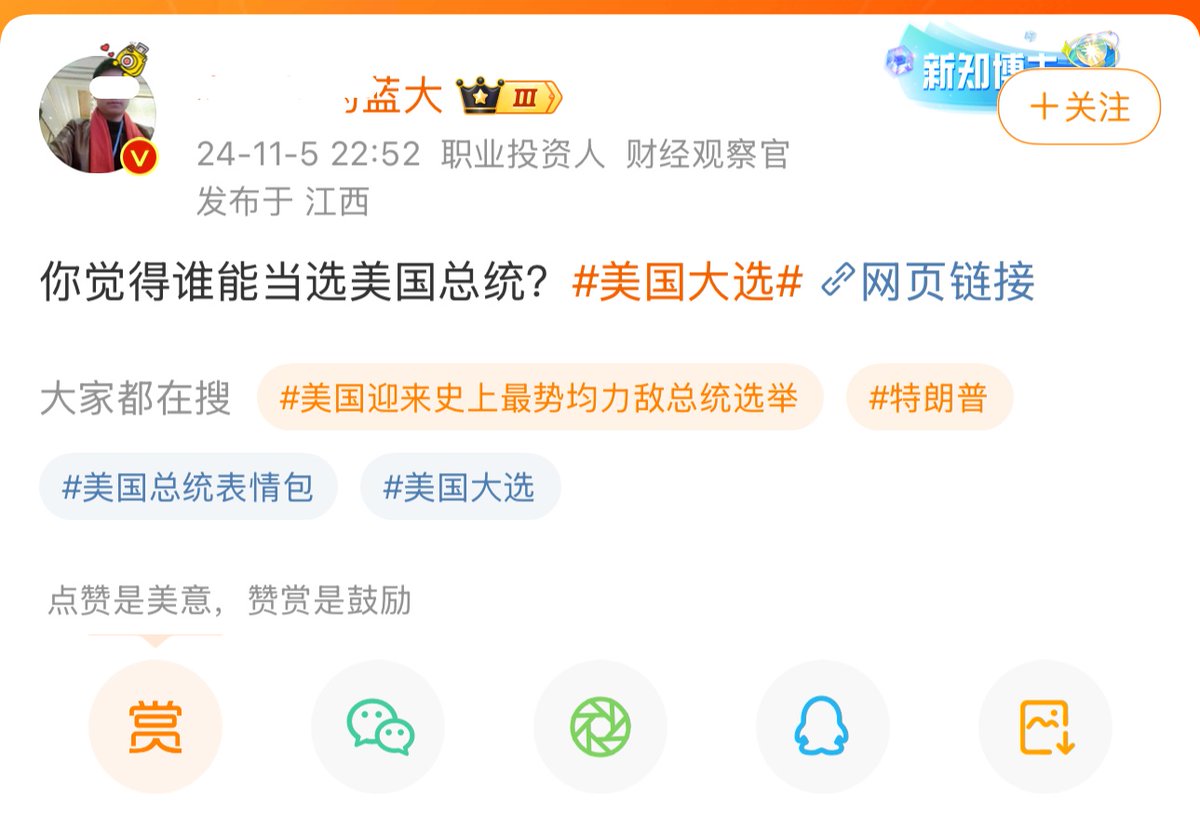 蓝大 III
新知博
+关注
24-11-5 22:52 职业投资人 财经观察官
发布于 江西
你觉得谁能当选美国总统？#美国大选# 网页链接
大家都在搜 #美国迎来史上最势均力敌总统选举 #特朗普
#美国总统表情包 #美国大选
点赞是美意，赞赏是鼓励
赏